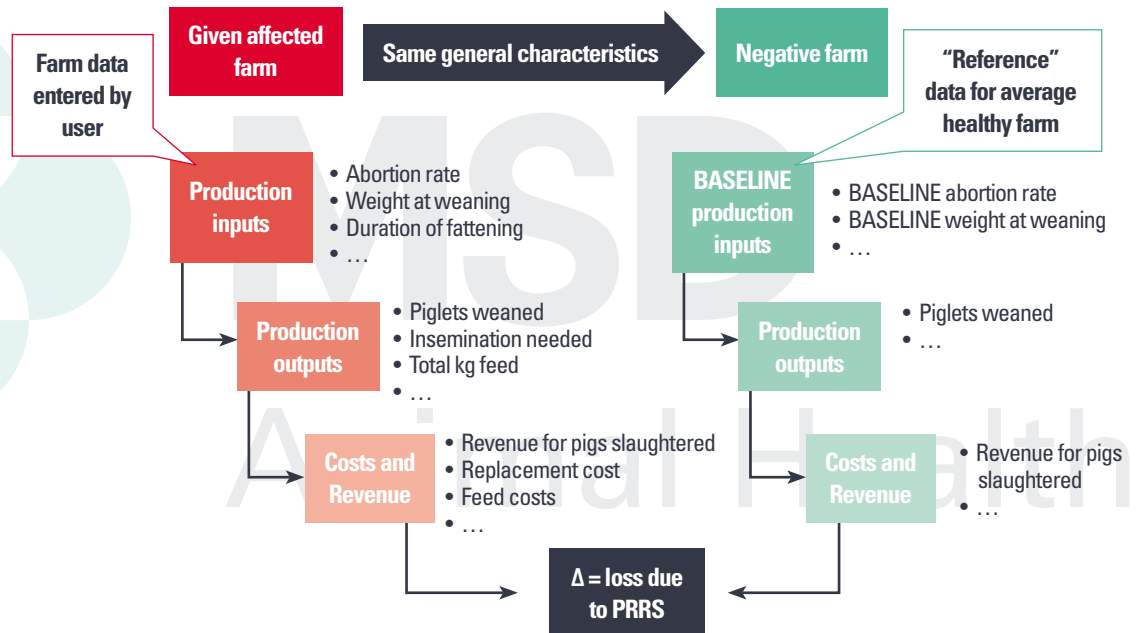 Given affected
farm
Same general characteristics
Negative farm
Farm data
entered by
user
“Reference”
data for average
healthy farm
Production
inputs
• Abortion rate
• Weight at weaning
• Duration of fattening
• …
BASELINE
production
inputs
• BASELINE abortion rate
• BASELINE weight at weaning
• …
Production
outputs
• Piglets weaned
• Insemination needed
• Total kg feed
• …
Production
outputs
• Piglets weaned
• …
Costs and
Revenue
• Revenue for pigs slaughtered
• Replacement cost
• Feed costs
• …
Costs and
Revenue
• Revenue for pigs
slaughtered
• …
Δ = loss due
to PRRS
MSD
Animal Health